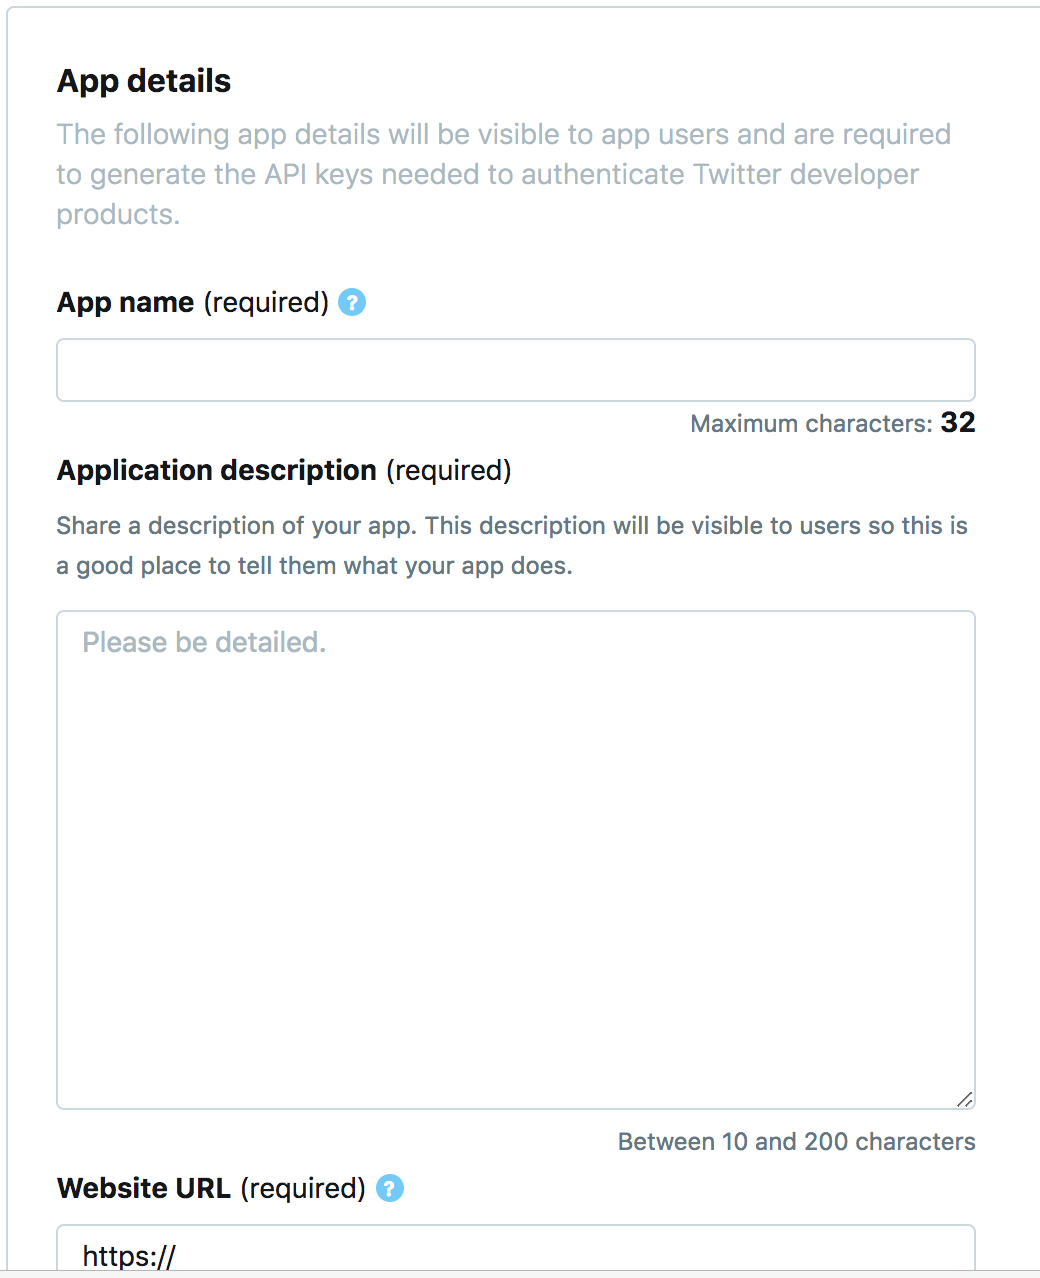 App details
The following app details will be visible to app users and are required
to generate the API keys needed to authenticate Twitter developer
products.
App name (required) ?
Maximum characters: 32
Application description (required)
Share a description of your app. This description will be visible to users so this is
a good place to tell them what your app does.
Please be detailed.
Between 10 and 200 characters
Website URL (required) ?
https://